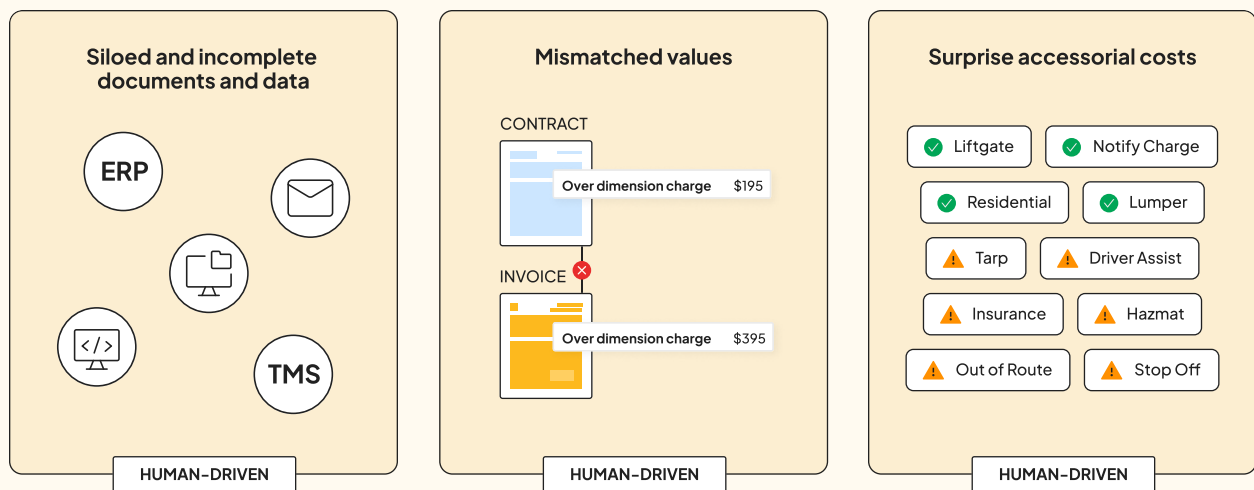 Siloed and incomplete
documents and data
ERP
</>
TMS
HUMAN-DRIVEN
Mismatched values
CONTRACT
Over dimension charge $195
INVOICE
Over dimension charge $395
HUMAN-DRIVEN
Surprise accessorial costs
Liftgate
Notify Charge
Residential
Lumper
Tarp
Driver Assist
Insurance
Hazmat
Out of Route
Stop Off
HUMAN-DRIVEN